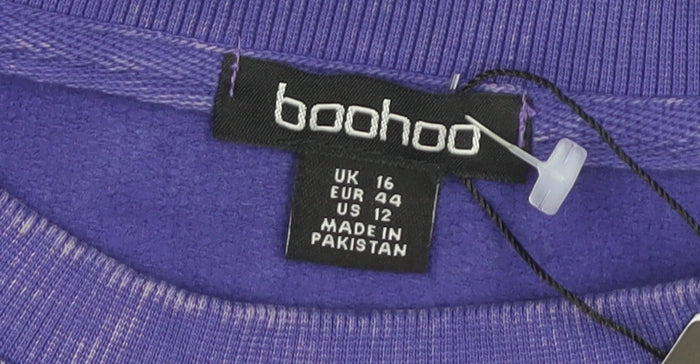 boohoo
UK 16
EUR 44
US 12
MADE IN
PAKISTAN